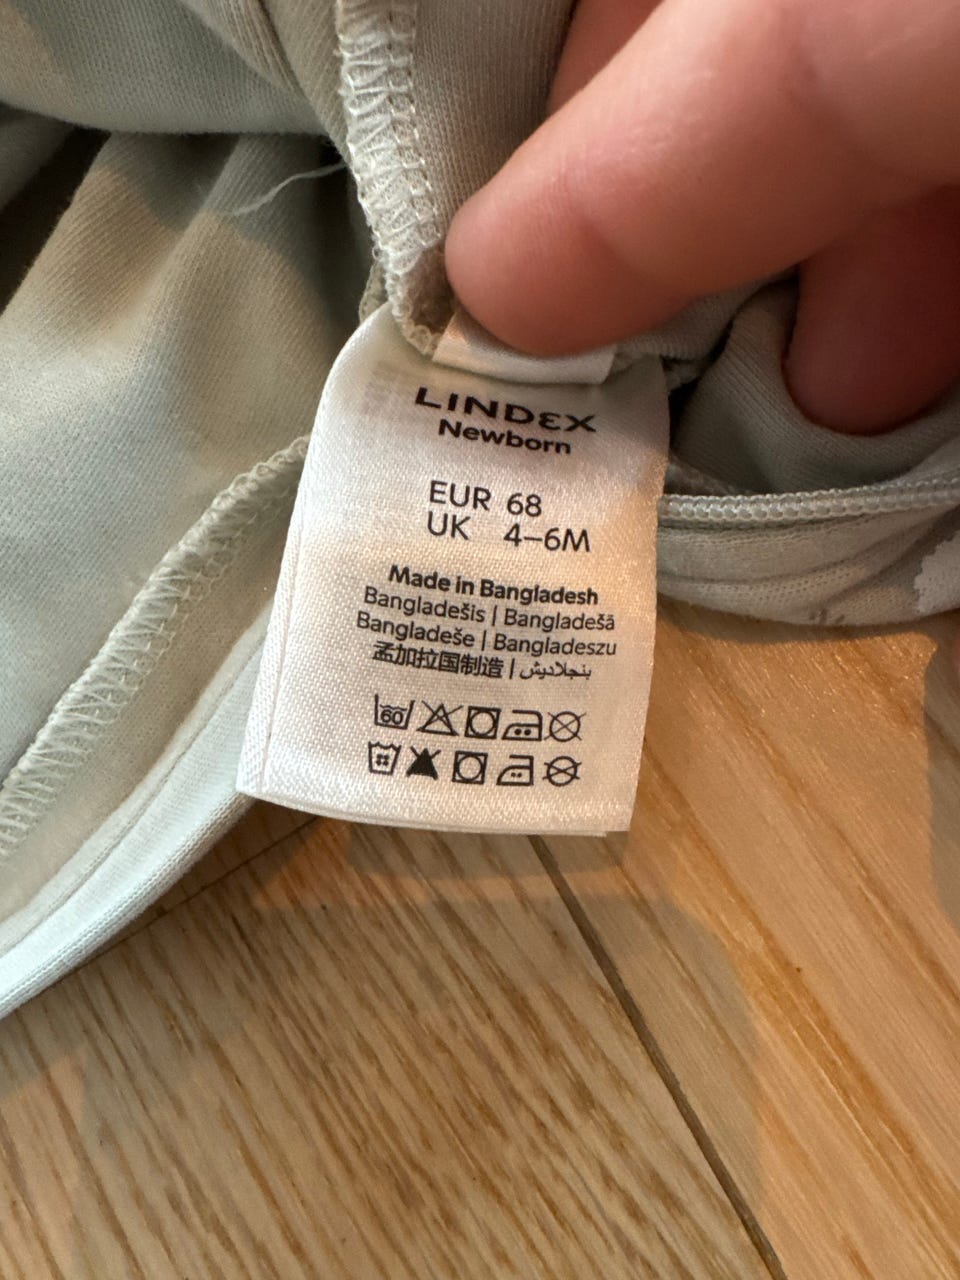 LINDEX
Newborn
EUR 68
UK 4–6M
Made in Bangladesh
Bangladešis | Bangladešā
Bangladeše | Bangladeszu
孟加拉国制造 | بنجلاديش
60